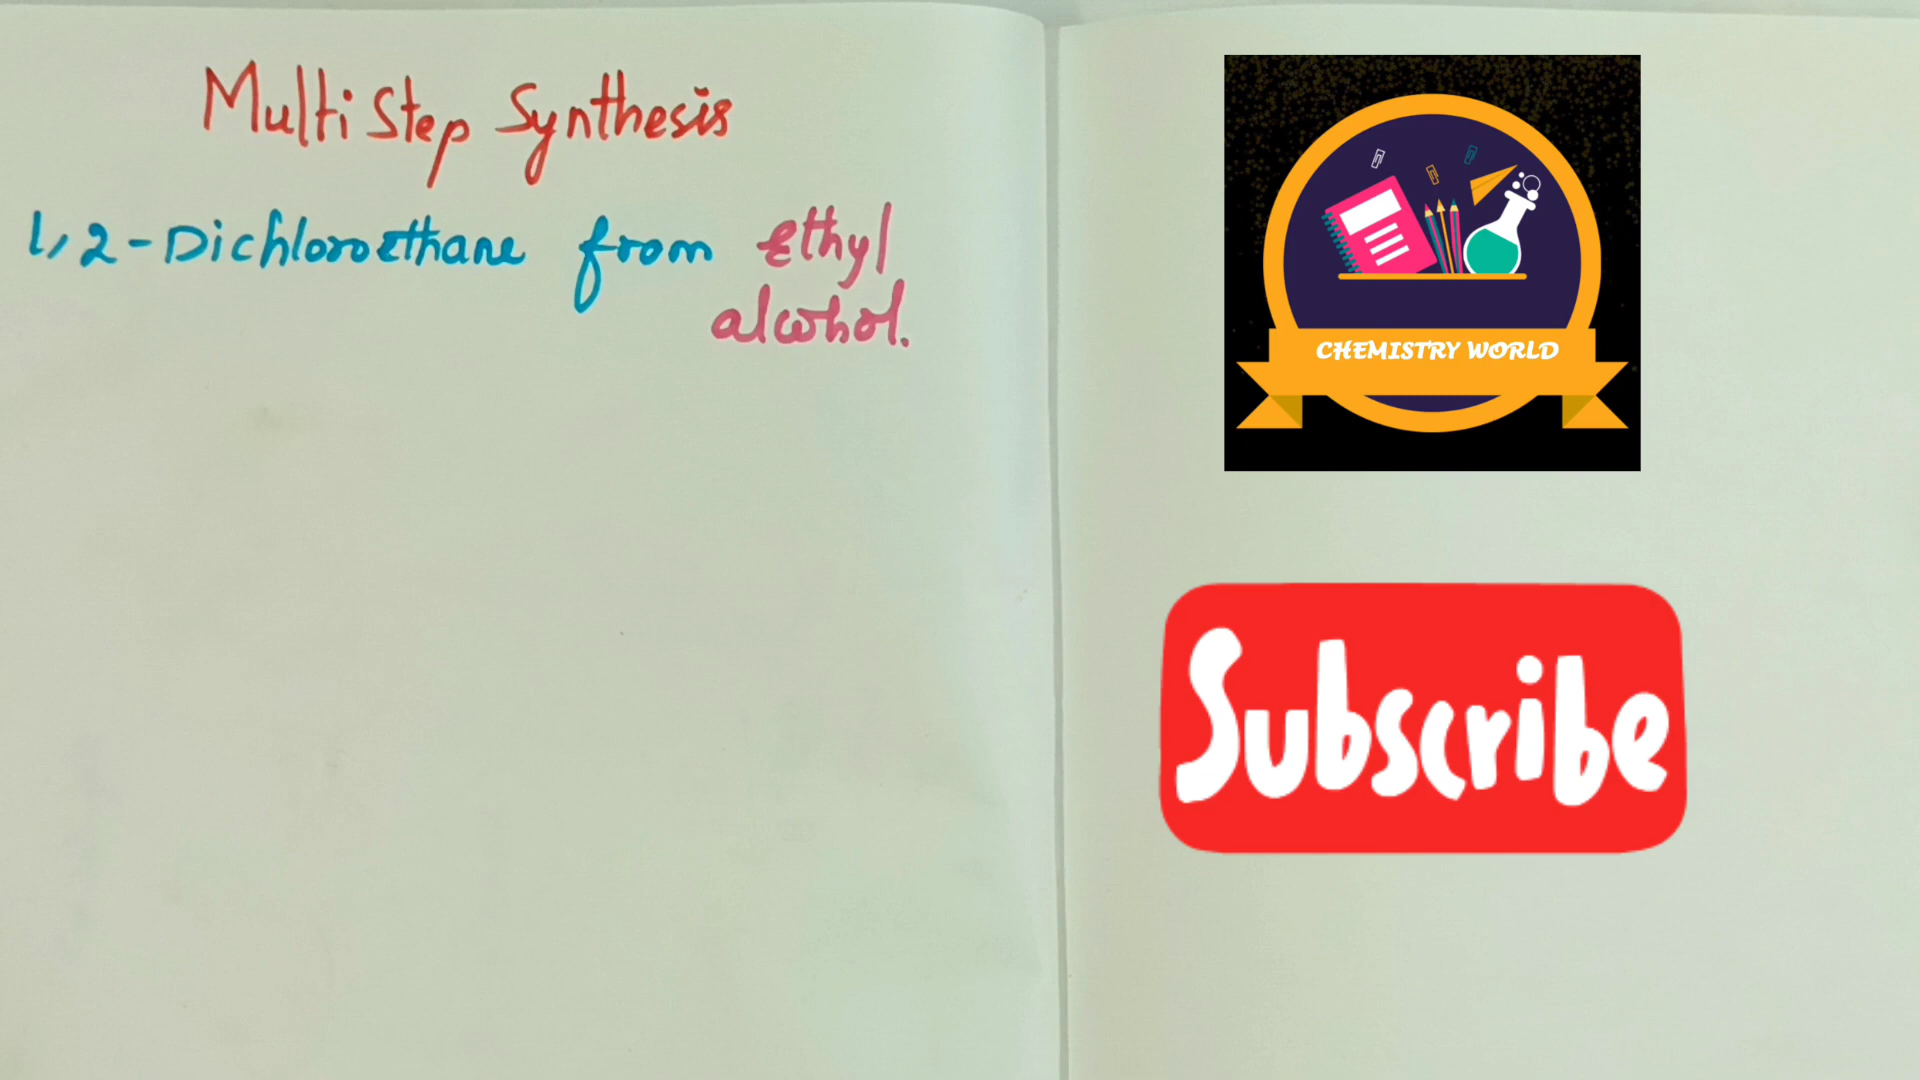 Multi Step Synthesis
1,2-Dichloroethane from ethyl
alcohol.
CHEMISTRY WORLD
Subscribe